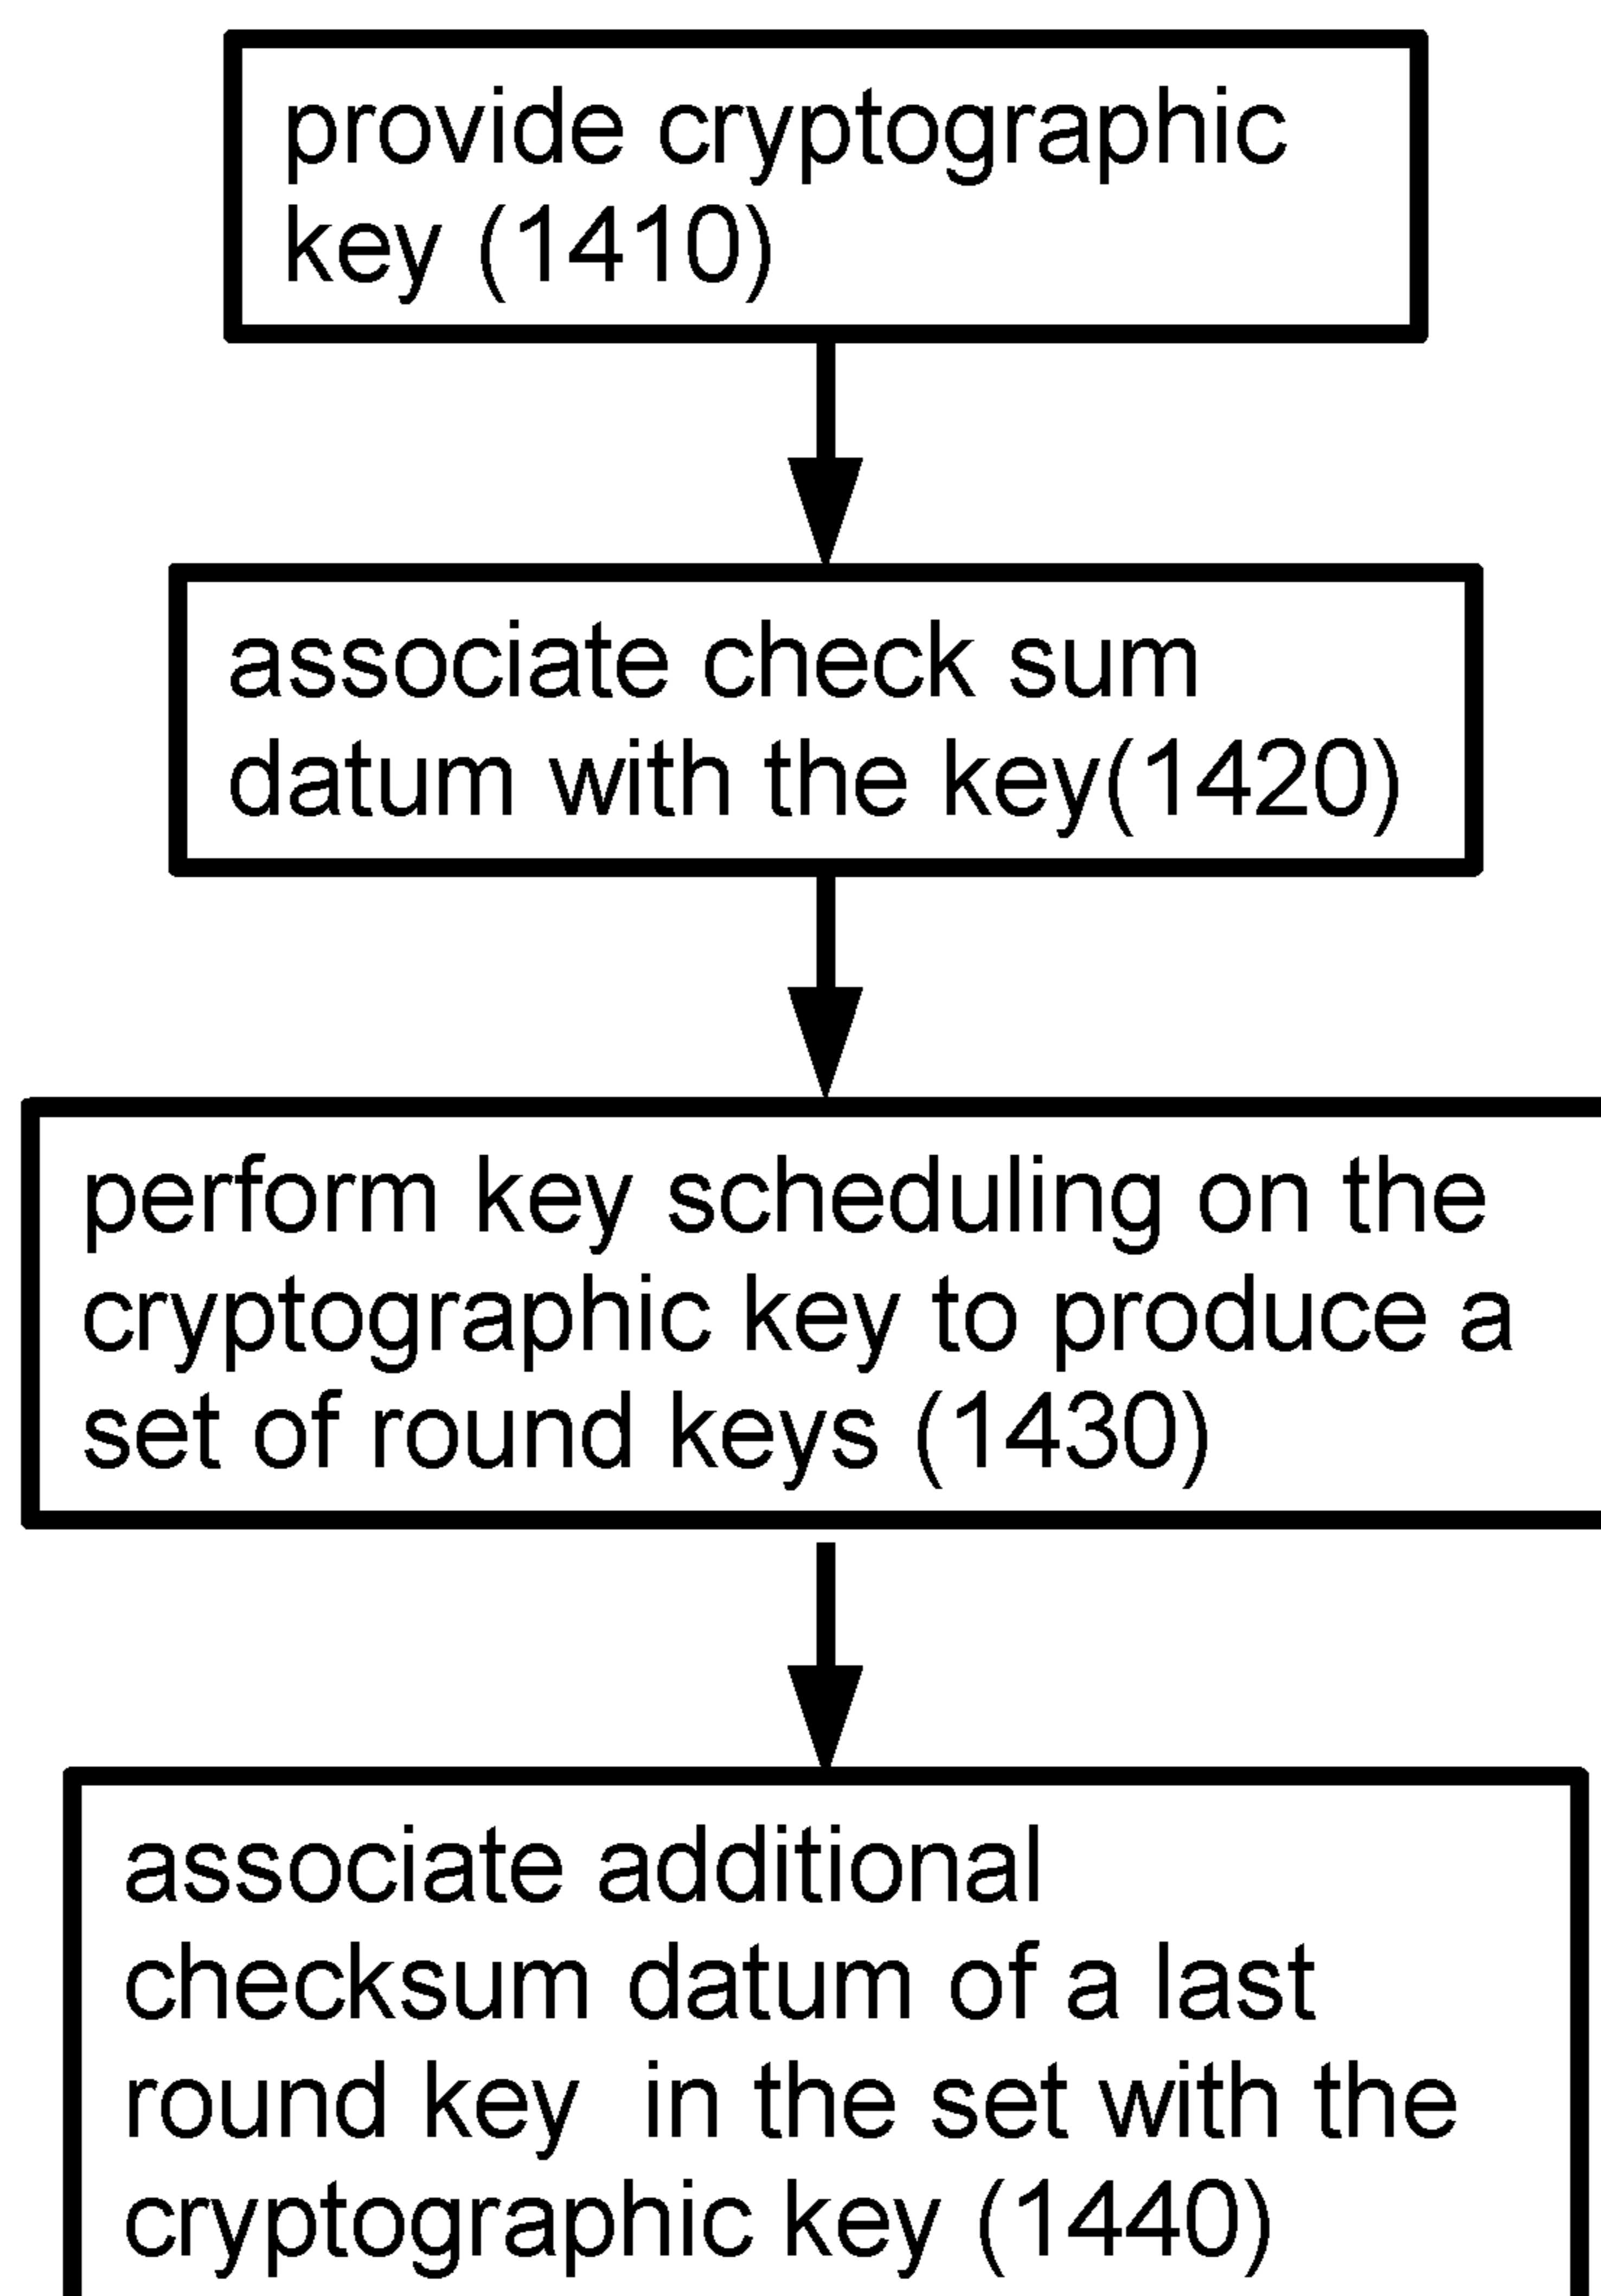 provide cryptographic
key (1410)
associate check sum
datum with the key(1420)
perform key scheduling on the
cryptographic key to produce a
set of round keys (1430)
associate additional
checksum datum of a last
round key in the set with the
cryptographic key (1440)